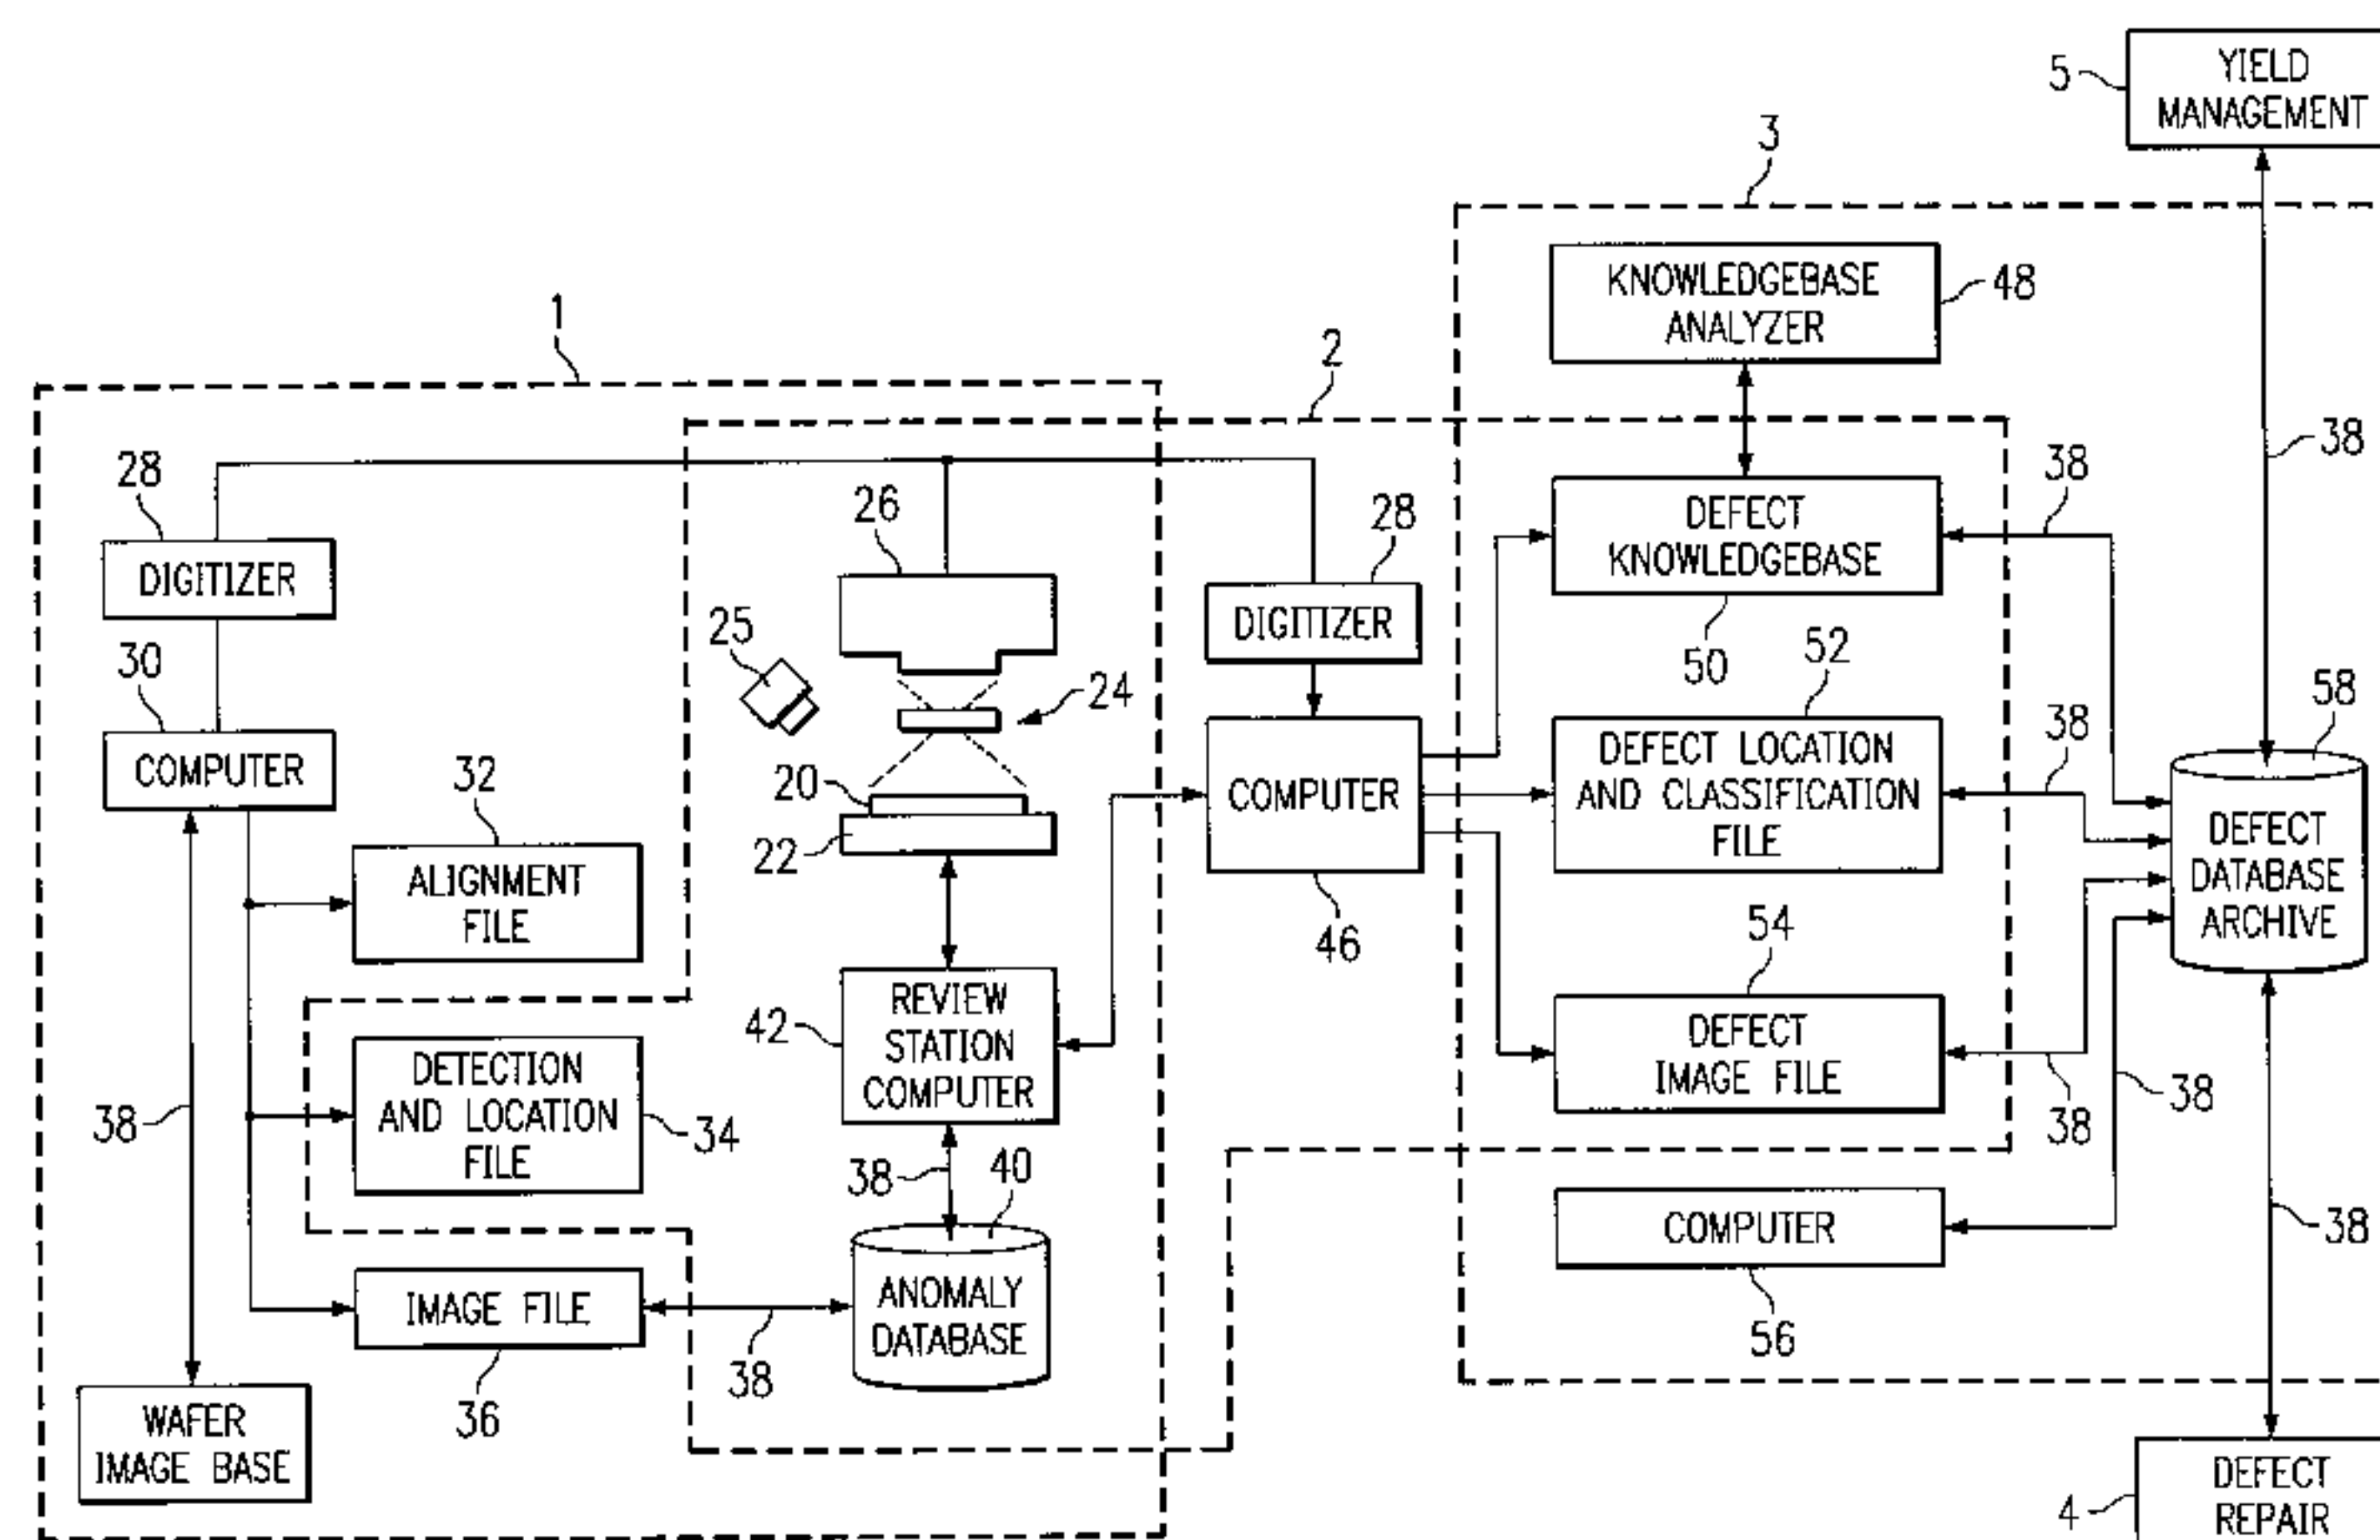 5
YIELD
MANAGEMENT
3
KNOWLEDGEBASE
ANALYZER
48
1
2
38
28
26
28
38
DEFECT
KNOWLEDGEBASE
DIGITIZER
25
DIGITIZER
50
52
30
24
58
COMPUTER
32
20
COMPUTER
DEFECT LOCATION
AND CLASSIFICATION
FILE
38
22
DEFECT
DATABASE
ARCHIVE
ALIGNMENT
FILE
46
54
42
REVIEW
STATION
COMPUTER
DEFECT
IMAGE FILE
38
DETECTION
AND LOCATION
FILE
34
38
38
38
40
COMPUTER
38
IMAGE FILE
ANOMALY
DATABASE
38
56
36
WAFER
IMAGE BASE
4
DEFECT
REPAIR